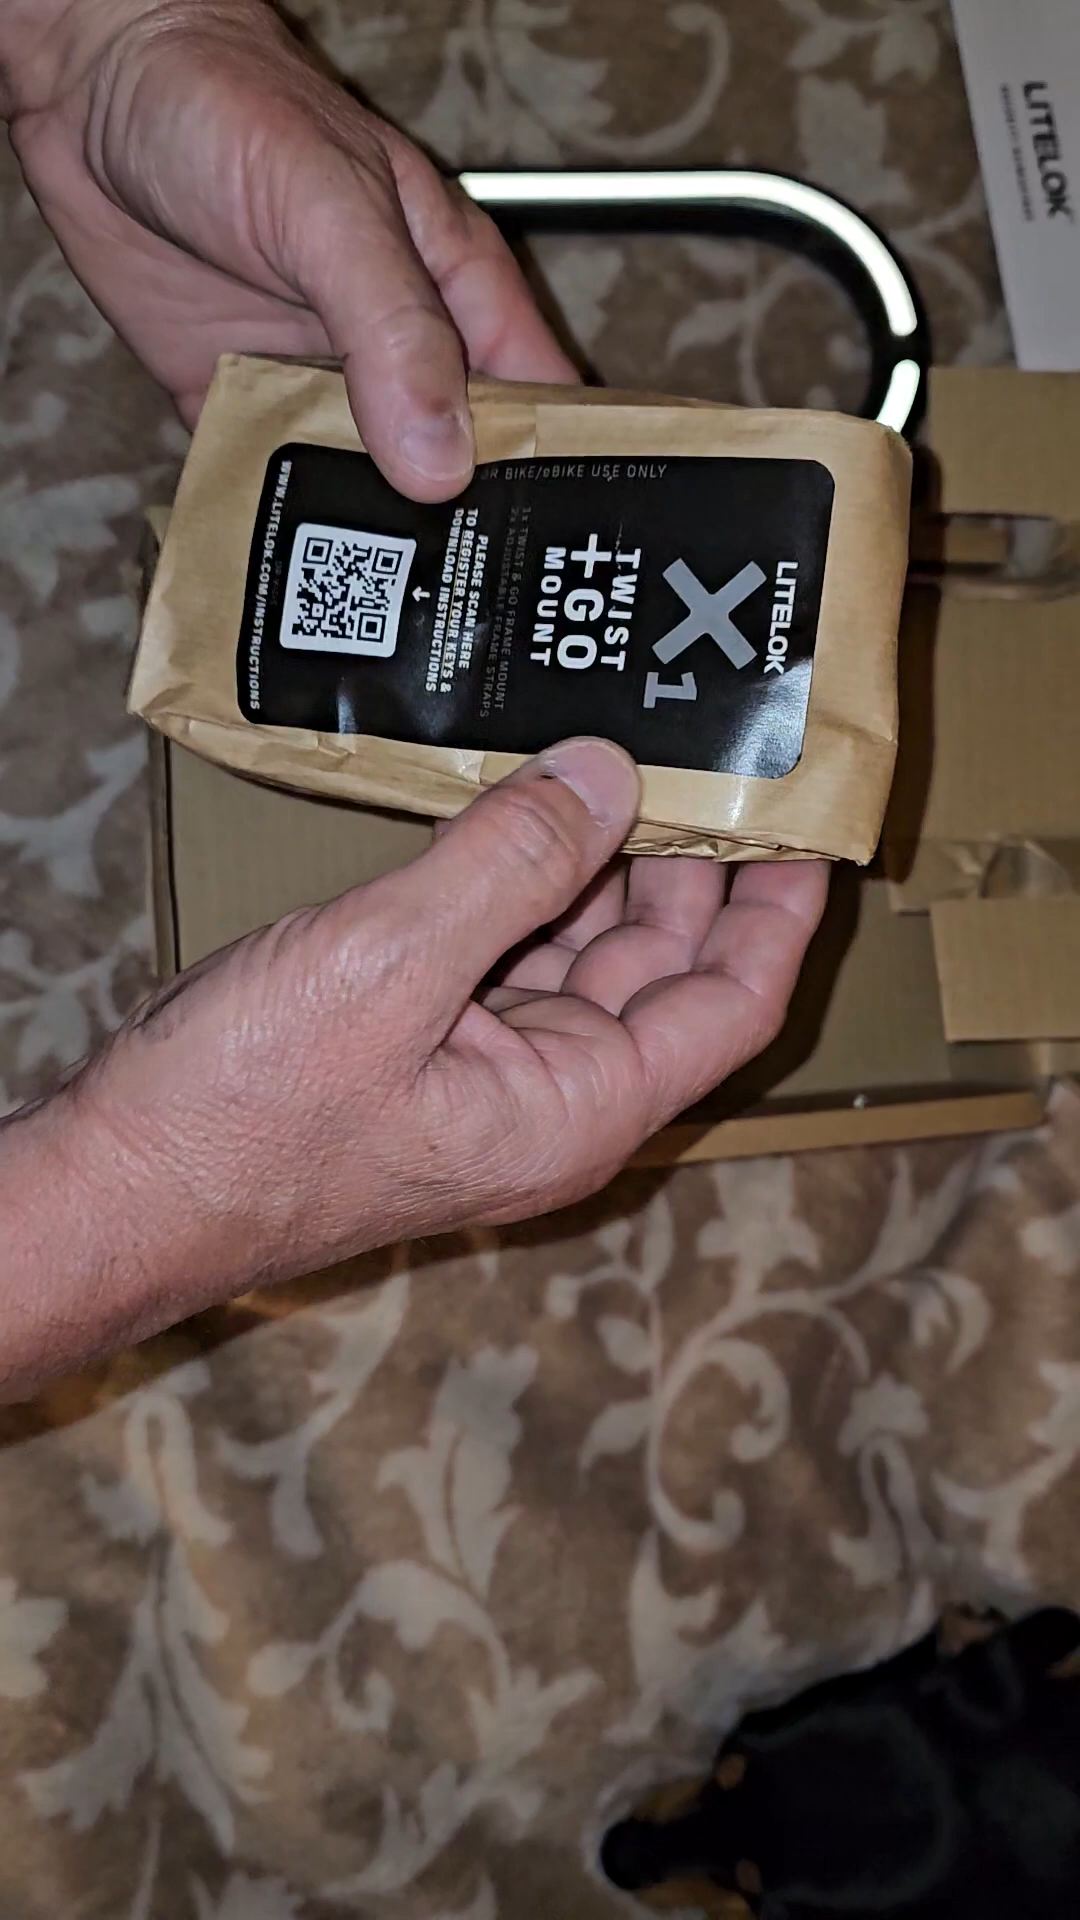 LITELOK
X1
TWIST
+GO
MOUNT
1x TWIST & GO FRAME MOUNT
2x ADJUSTABLE FRAME STRAPS
PLEASE SCAN HERE
TO REGISTER YOUR KEYS &
DOWNLOAD INSTRUCTIONS
WWW.LITELOK.COM/INSTRUCTIONS
BIKE/eBIKE USE ONLY
LITELOK